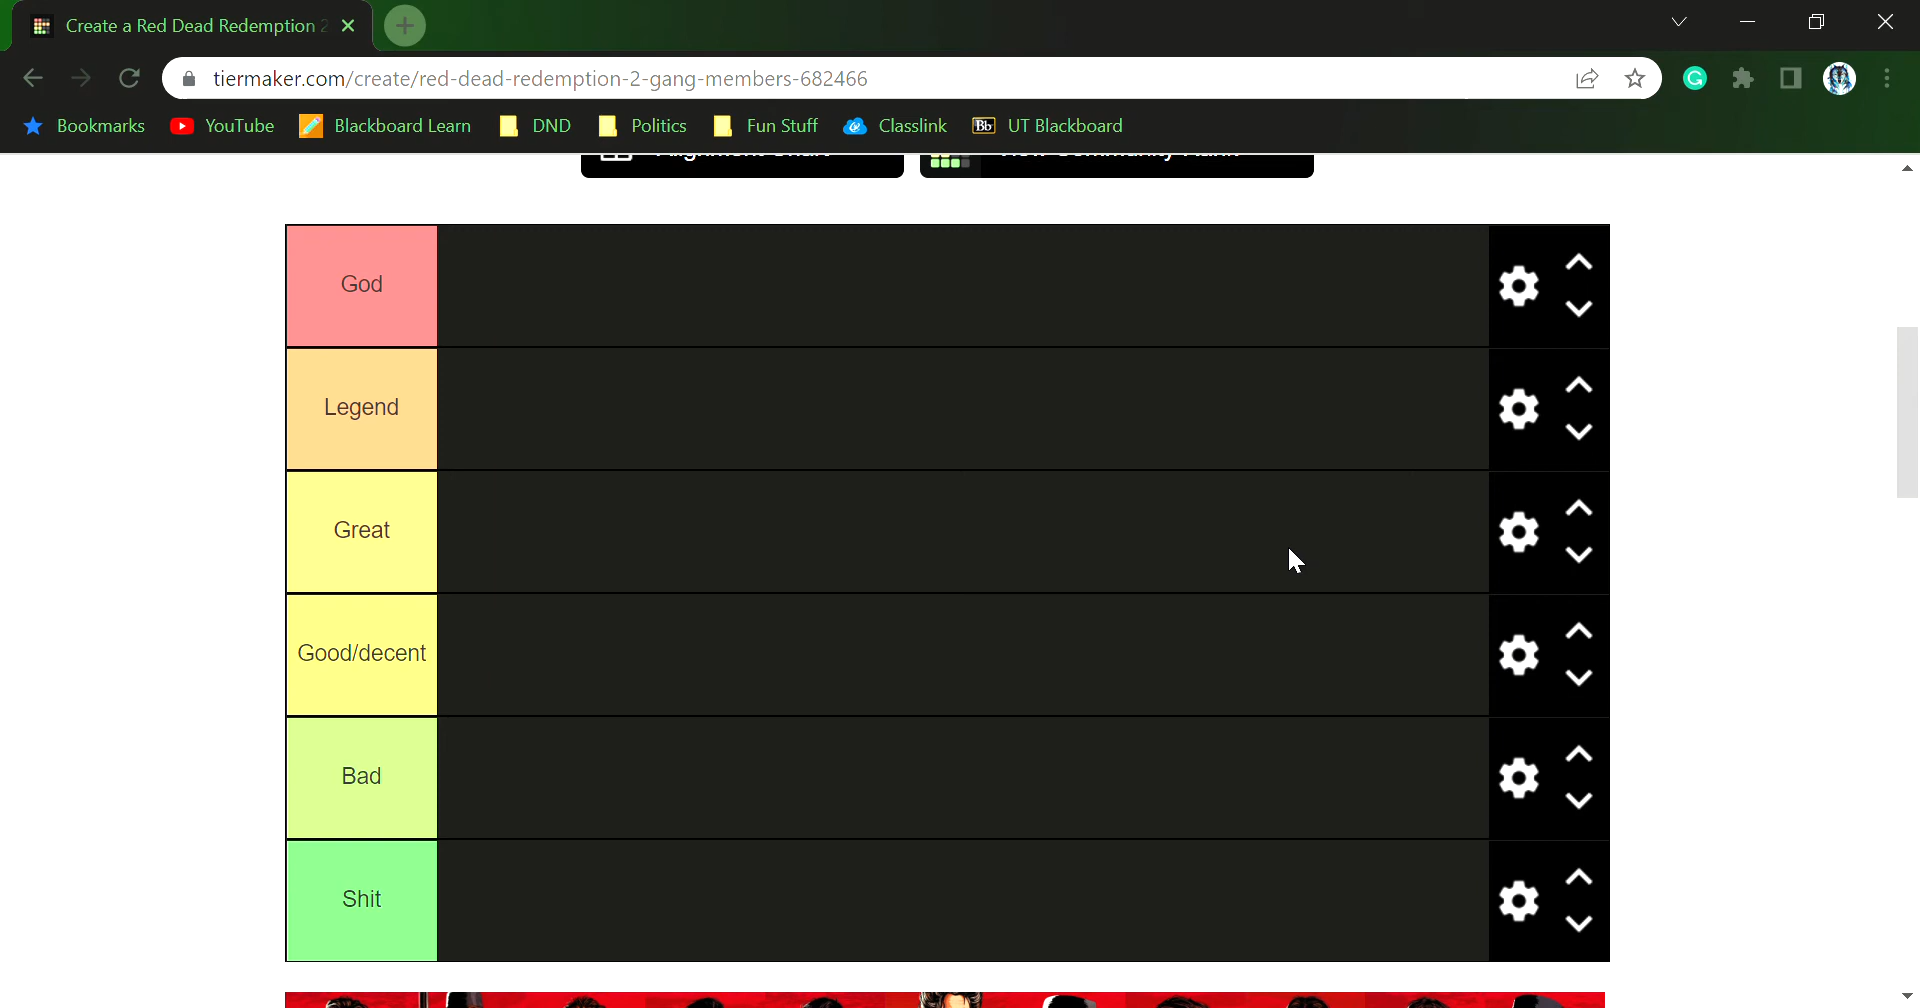 Create a Red Dead Redemption 2
tiermaker.com/create/red-dead-redemption-2-gang-members-682466
G
Bookmarks YouTube Blackboard Learn DND Politics Fun Stuff Classlink Bb UT Blackboard
God
Legend
Great
Good/decent
Bad
Shit